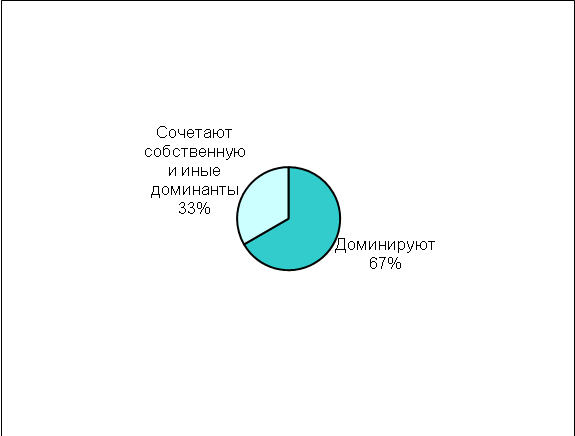 Сочетают
собственную
и иные
доминанты
33%
Доминируют
67%